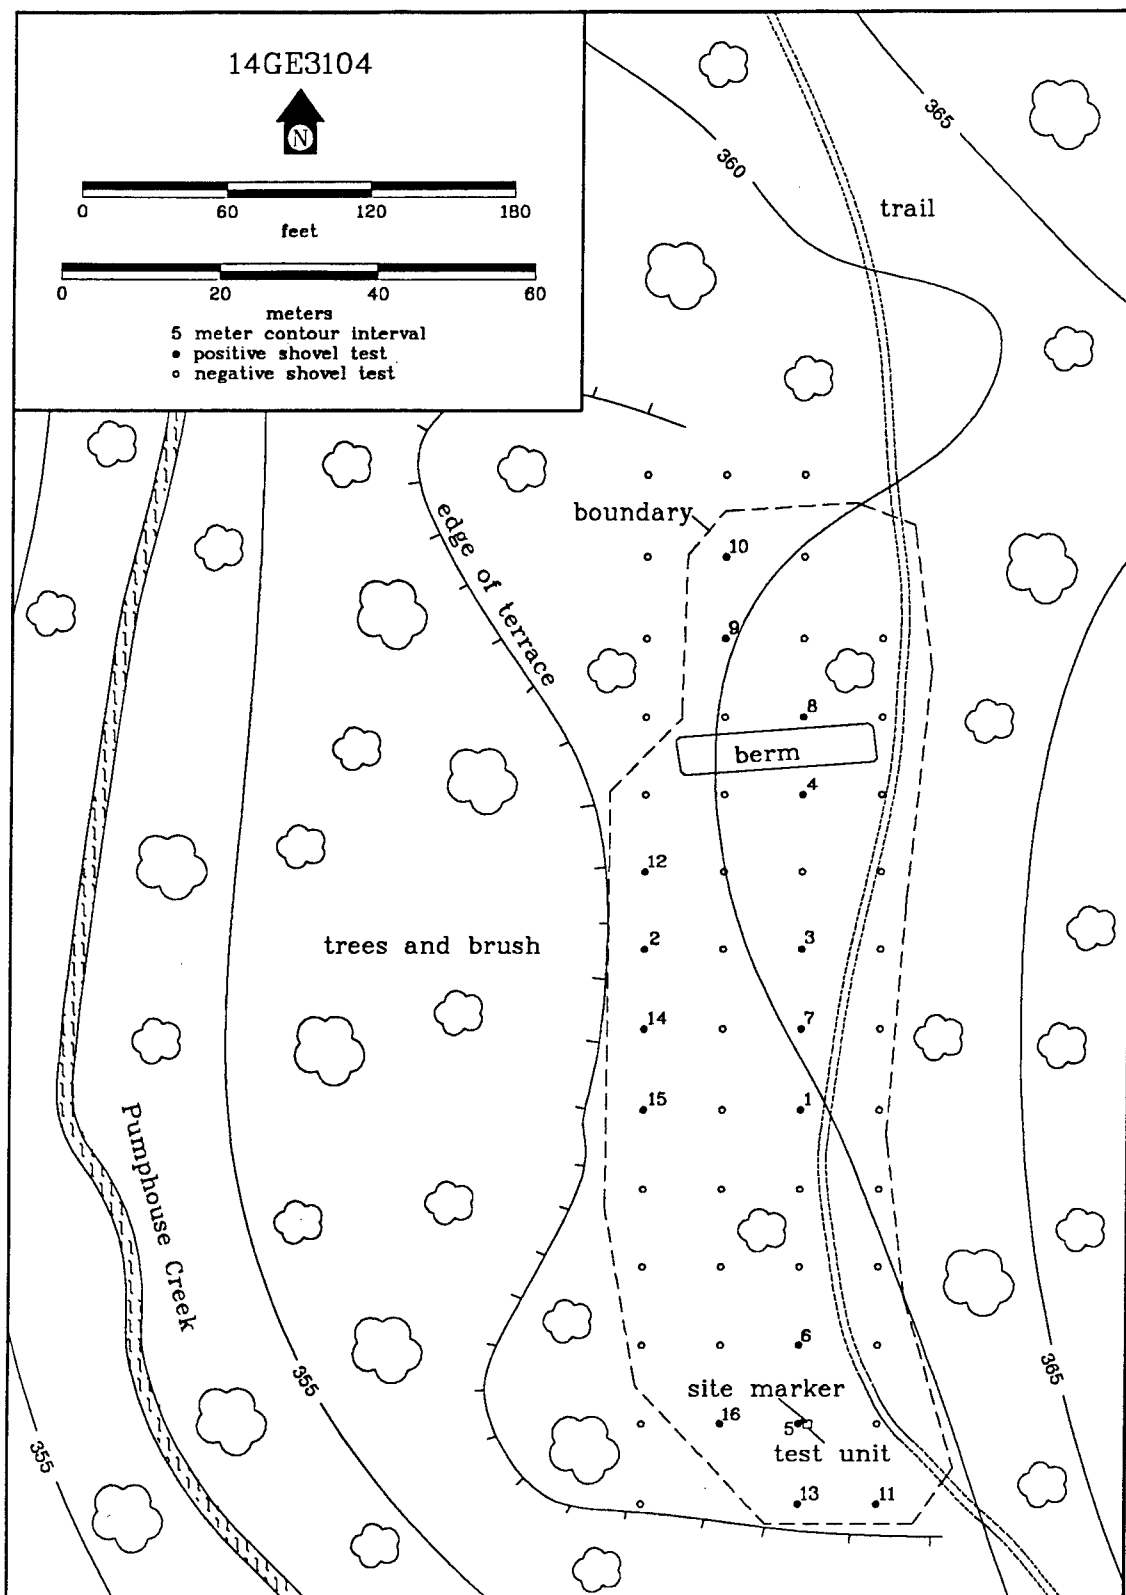 14GE3104
N
0 60 120 180
feet
0 20 40 60
meters
5 meter contour interval
• positive shovel test
○ negative shovel test
365
360
trail
boundary
edge of terrace
10
9
8
berm
4
12
trees and brush
2
3
14
7
15
1
Pumphouse Creek
6
355
365
site marker
16
5
test unit
355
13
11